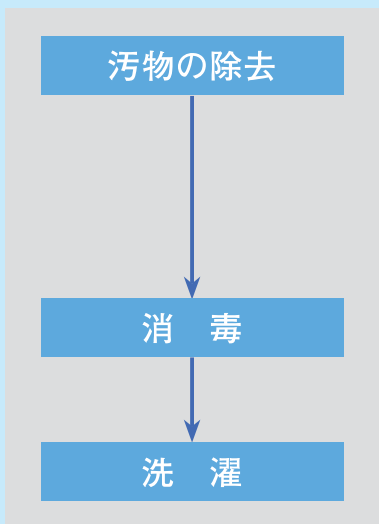 汚物の除去
消　毒
洗　濯